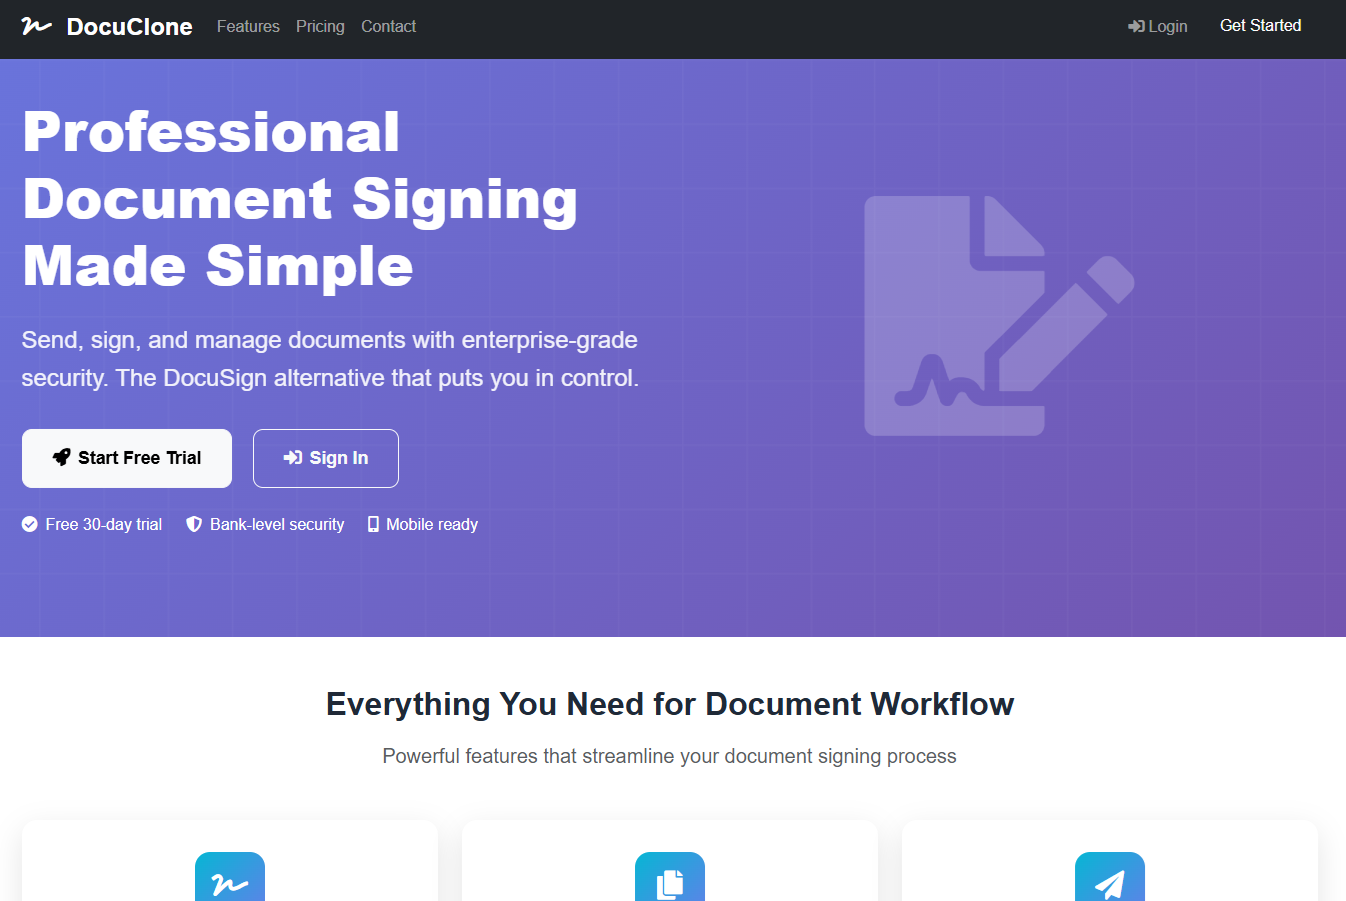 DocuClone
Features
Pricing
Contact
Login
Get Started
Professional
Document Signing
Made Simple
Send, sign, and manage documents with enterprise-grade
security. The DocuSign alternative that puts you in control.
Start Free Trial
Sign In
Free 30-day trial
Bank-level security
Mobile ready
Everything You Need for Document Workflow
Powerful features that streamline your document signing process